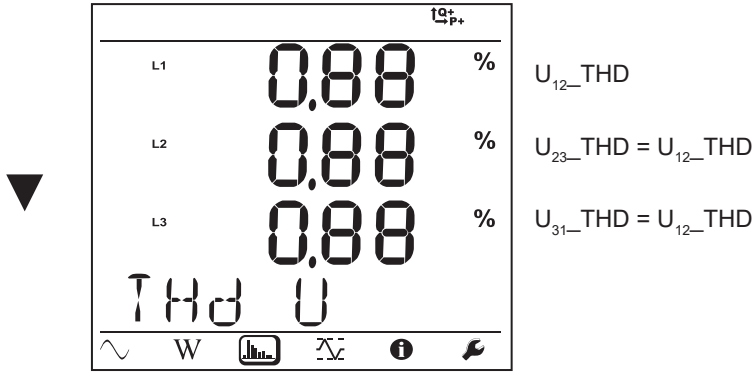 Q+
P+
L1 0.88 % U₁₂_THD
L2 0.88 % U₂₃_THD = U₁₂_THD
L3 0.88 % U₃₁_THD = U₁₂_THD
THd U
W